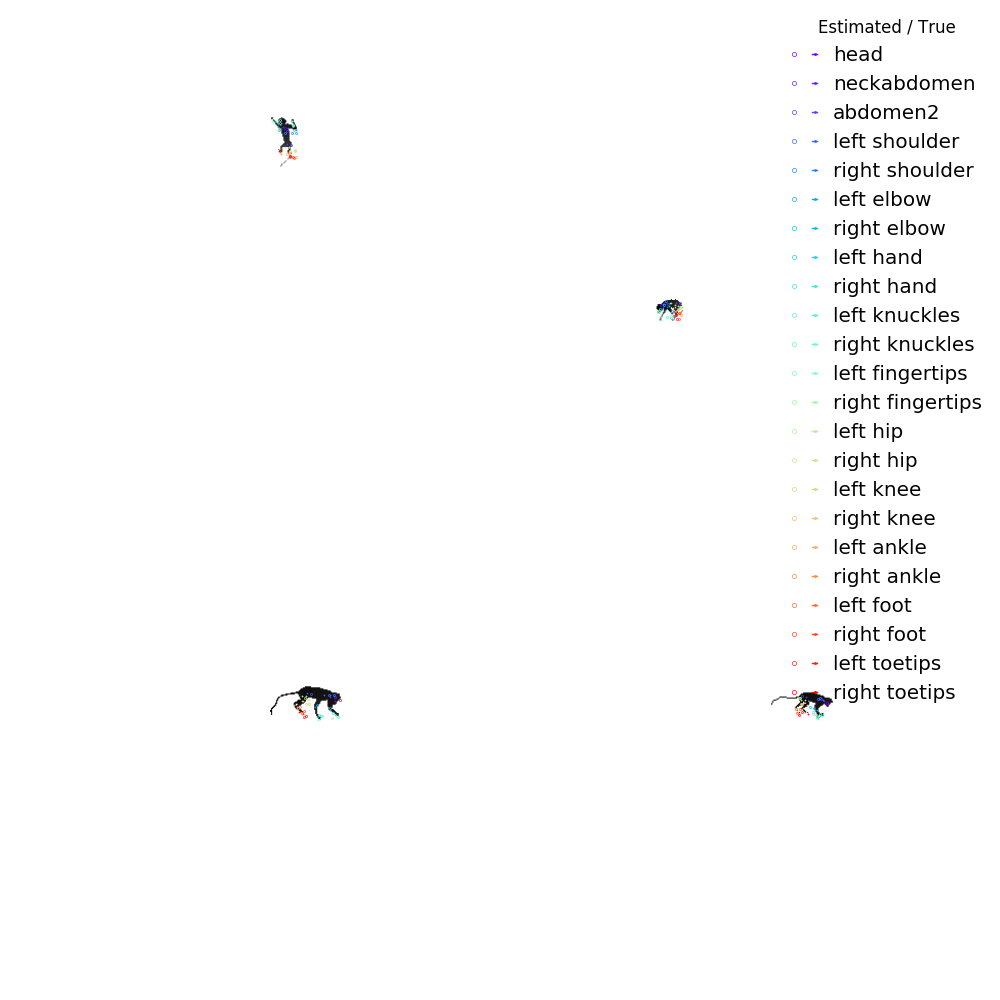 Estimated / True
head
neckabdomen
abdomen2
left shoulder
right shoulder
left elbow
right elbow
left hand
right hand
left knuckles
right knuckles
left fingertips
right fingertips
left hip
right hip
left knee
right knee
left ankle
right ankle
left foot
right foot
left toetips
right toetips